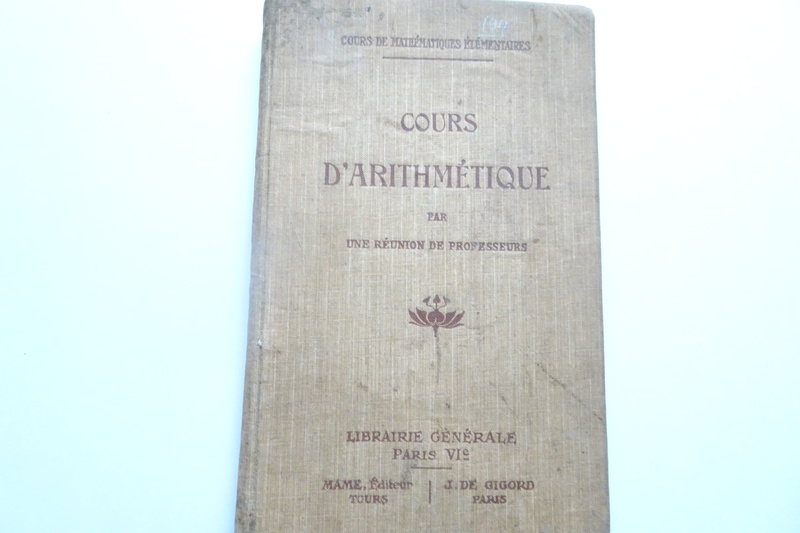 COURS DE MATHÉMATIQUES ÉLÉMENTAIRES
COURS
D'ARITHMÉTIQUE
PAR
UNE RÉUNION DE PROFESSEURS
LIBRAIRIE GÉNÉRALE
PARIS VIe
MAME, Éditeur
TOURS
J. DE GIGORD
PARIS